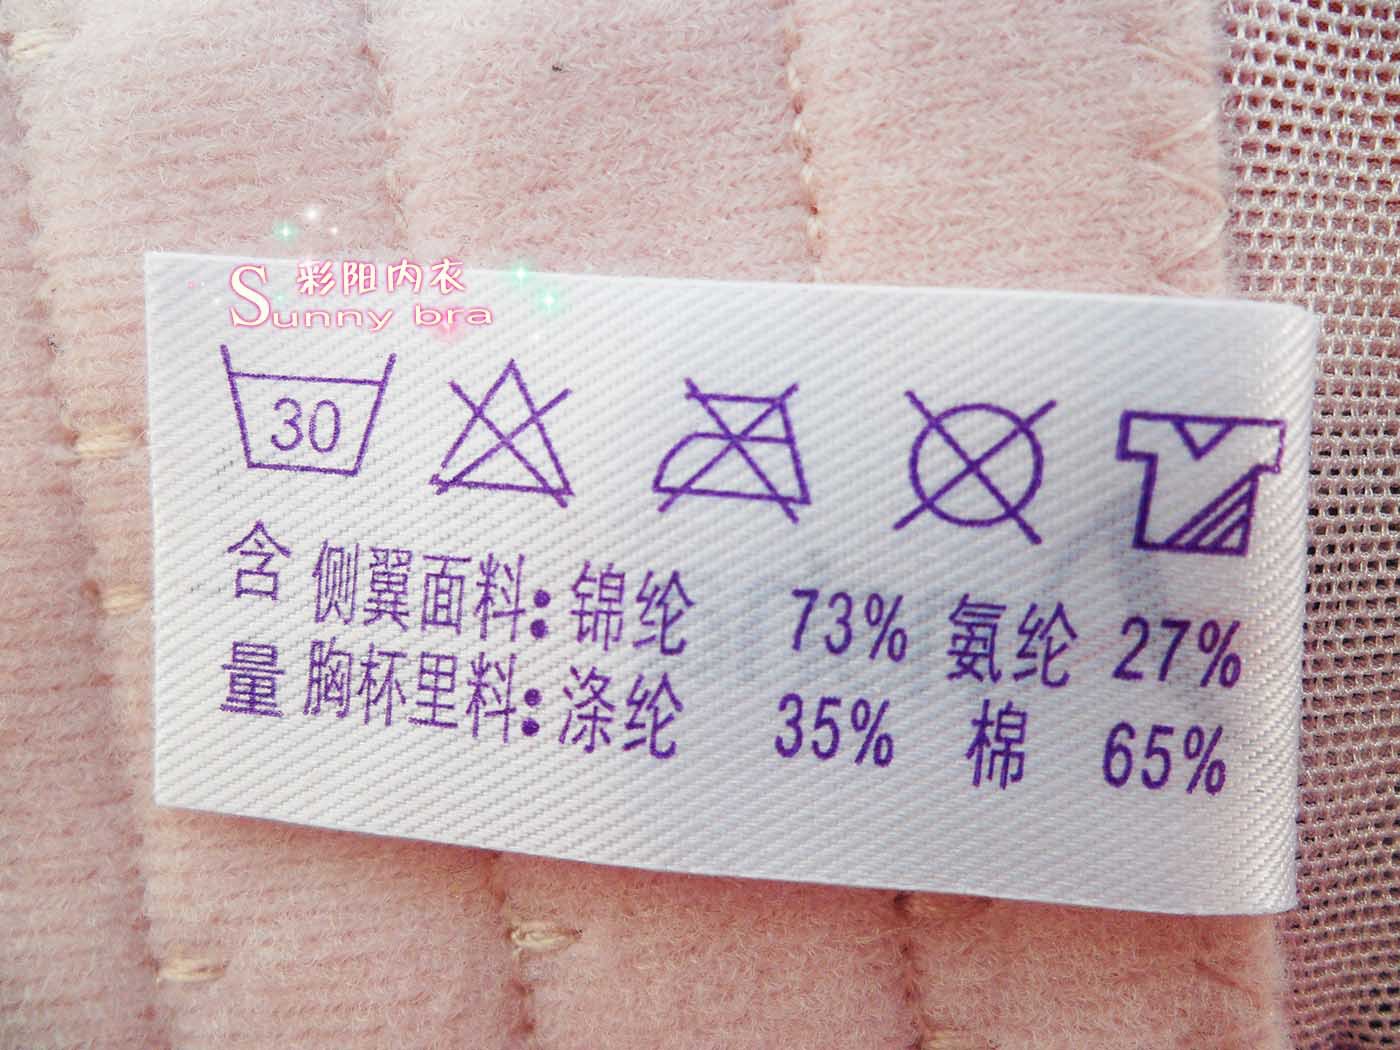 彩阳内衣
Sunny bra
30
含 侧翼面料：锦纶 73% 氨纶 27%
量 胸杯里料：涤纶 35% 棉 65%